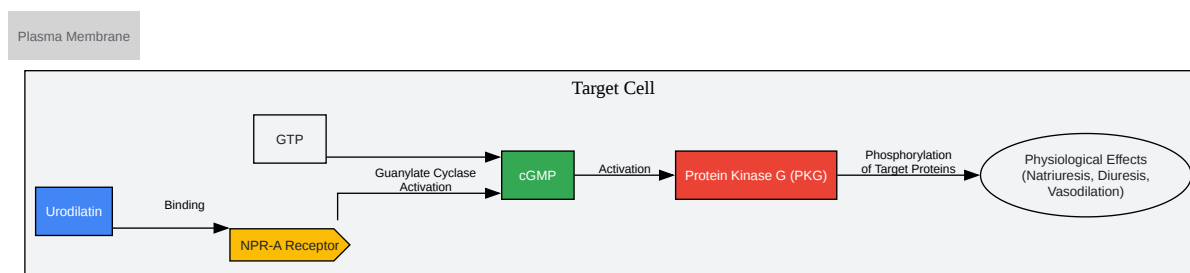 Plasma Membrane
Target Cell
GTP
Guanylate Cyclase
Activation
cGMP
Activation
Protein Kinase G (PKG)
Phosphorylation
of Target Proteins
Physiological Effects
(Natriuresis, Diuresis,
Vasodilation)
Urodilatin
Binding
NPR-A Receptor